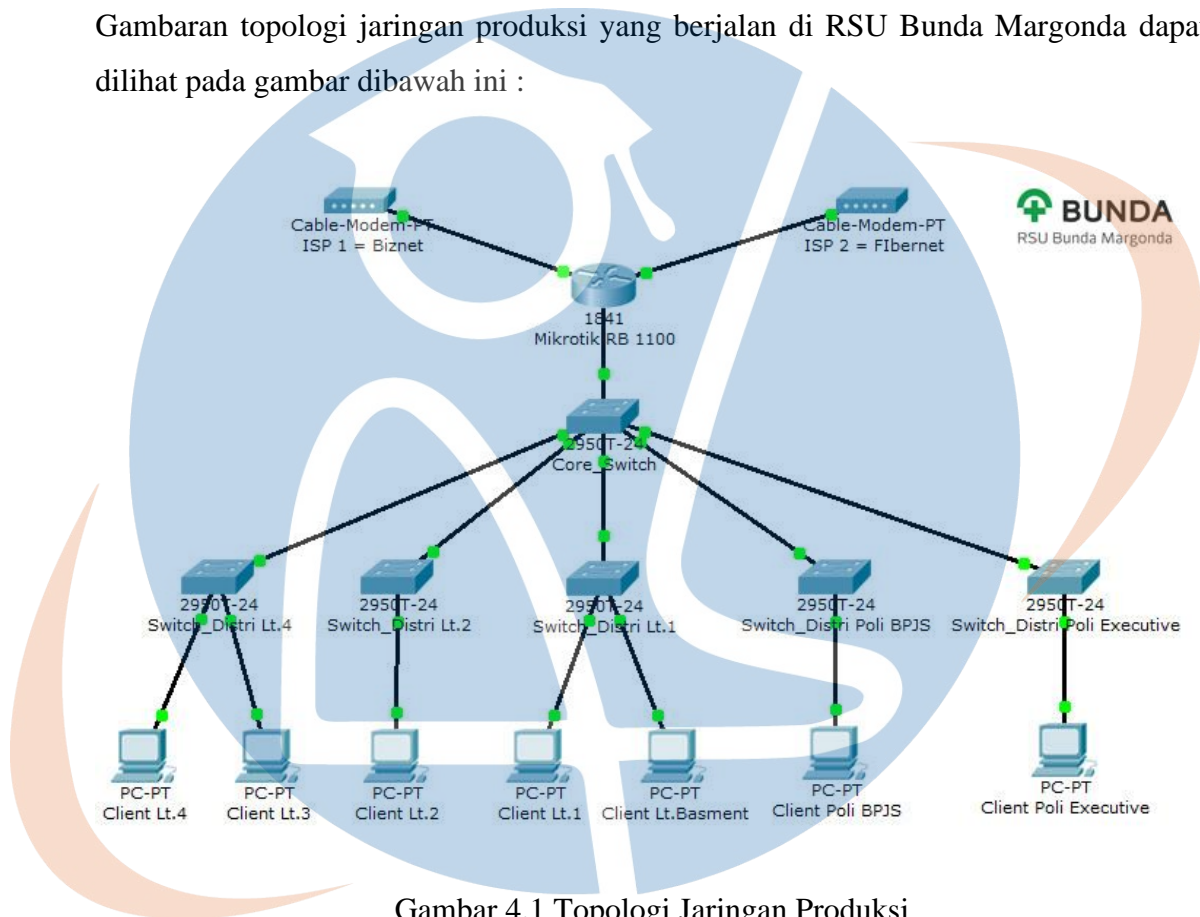 Gambaran topologi jaringan produksi yang berjalan di RSU Bunda Margonda dapa
dilihat pada gambar dibawah ini :
Cable-Modem-PT
ISP 1 = Biznet
Cable-Modem-PT
ISP 2 = FIbernet
BUNDA
RSU Bunda Margonda
1841
Mikrotik RB 1100
2950T-24
Core_Switch
2950T-24
Switch_Distri Lt.4
2950T-24
Switch_Distri Lt.2
2950T-24
Switch_Distri Lt.1
2950T-24
Switch_Distri Poli BPJS
2950T-24
Switch_Distri Poli Executive
PC-PT
Client Lt.4
PC-PT
Client Lt.3
PC-PT
Client Lt.2
PC-PT
Client Lt.1
PC-PT
Client Lt.Basment
PC-PT
Client Poli BPJS
PC-PT
Client Poli Executive
Gambar 4.1 Topologi Jaringan Produksi